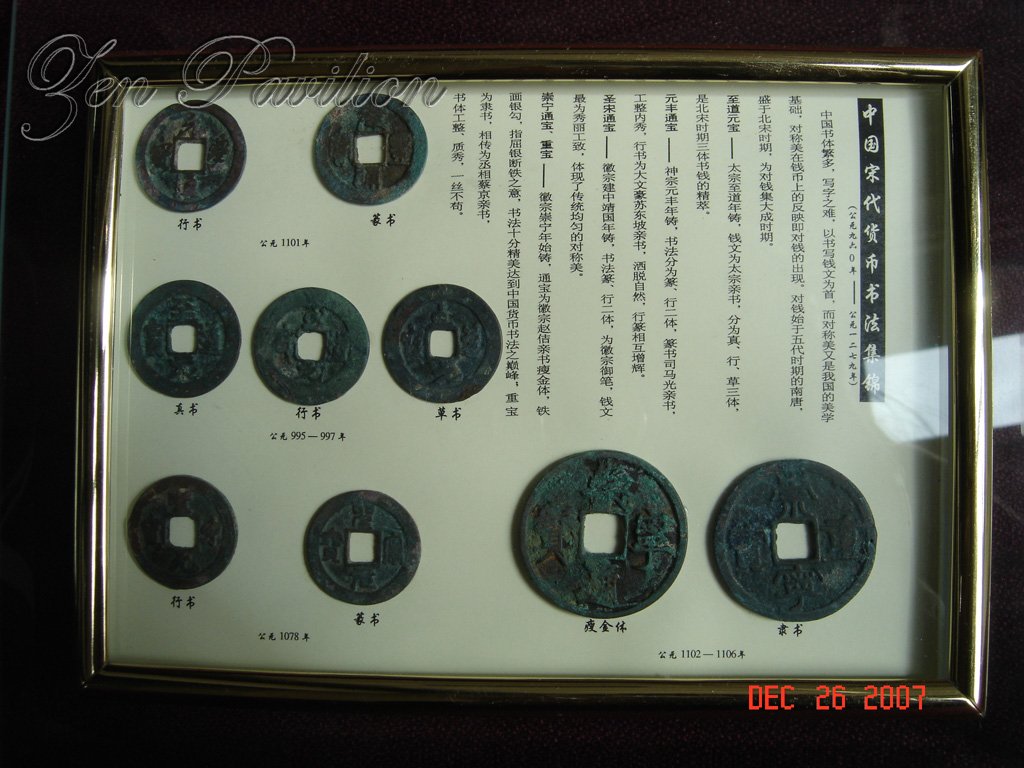 Zen Pavilion
中国宋代货币书法集锦
（公元九六0年——公元一二七九年）
中国书体繁多，写字之难，以书写钱文为首，而对称美又是我国的美学
基础，对称美在钱币上的反映即对钱的出现。对钱始于五代时期的南唐，
盛于北宋时期，为对钱集大成时期。
至道元宝——太宗至道年铸，钱文为太宗亲书，分为真、行、草三体，
是北宋时期三体书钱的精萃。
元丰通宝——神宗元丰年铸，书法分为篆、行二体，篆书司马光亲书，
工整内秀，行书为大文豪苏东坡亲书，洒脱自然，行篆相互增辉。
圣宋通宝——徽宗建中靖国年铸，书法篆、行二体，为徽宗御笔，钱文
最为秀丽工致，体现了传统均匀的对称美。
崇宁通宝、重宝——徽宗崇宁年始铸，通宝为徽宗赵佶亲书瘦金体，铁
画银勾，指屈银断铁之意，书法十分精美达到中国货币书法之巅峰；重宝
为隶书，相传为丞相蔡京亲书，
书体工整，质秀，一丝不苟。
行书
篆书
公元 1101 年
真书
行书
草书
公元 995—997 年
行书
篆书
公元 1078 年
瘦金体
隶书
公元 1102—1106 年
DEC 26 2007